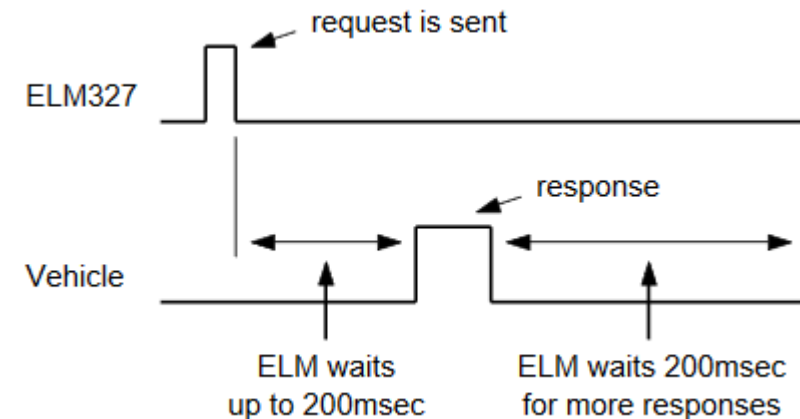 request is sent
ELM327
response
Vehicle
ELM waits
up to 200msec
ELM waits 200msec
for more responses